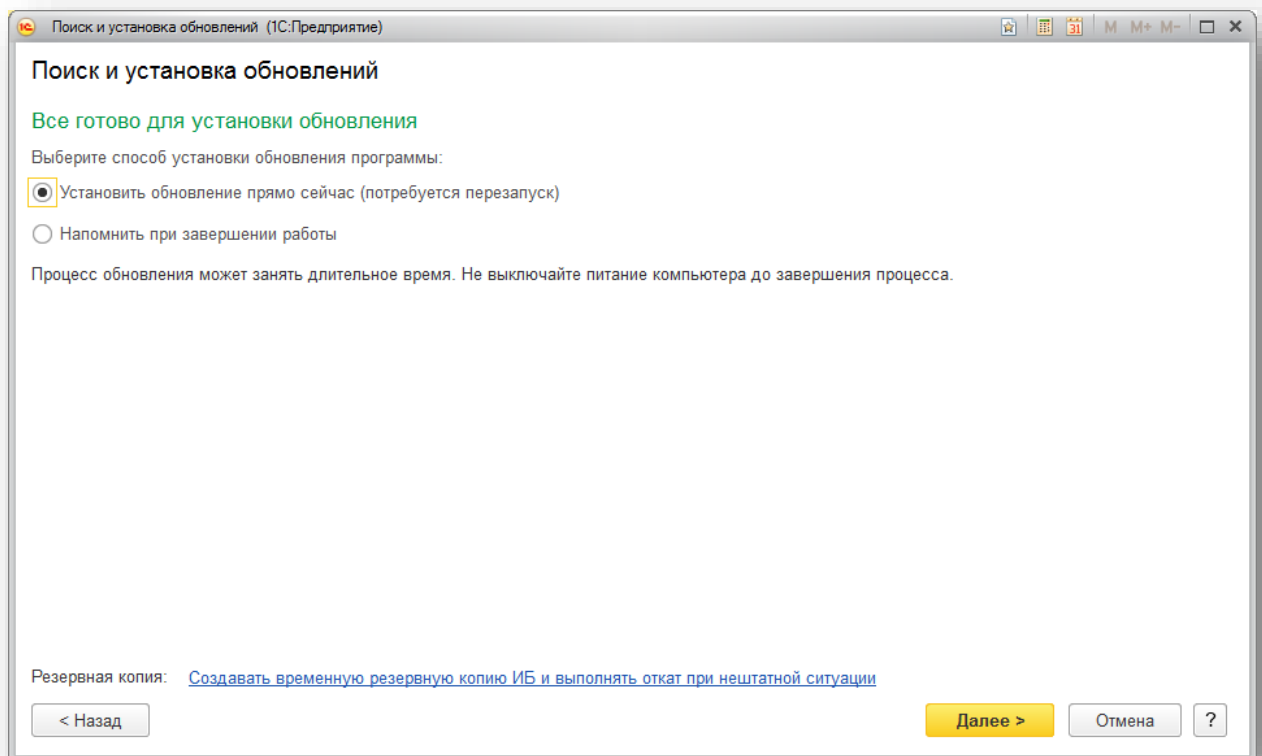 1С Поиск и установка обновлений (1С:Предприятие) 31 M M+ M-
Поиск и установка обновлений
Все готово для установки обновления
Выберите способ установки обновления программы:
Установить обновление прямо сейчас (потребуется перезапуск)
Напомнить при завершении работы
Процесс обновления может занять длительное время. Не выключайте питание компьютера до завершения процесса.
Резервная копия: Создавать временную резервную копию ИБ и выполнять откат при нештатной ситуации
< Назад Далее > Отмена ?